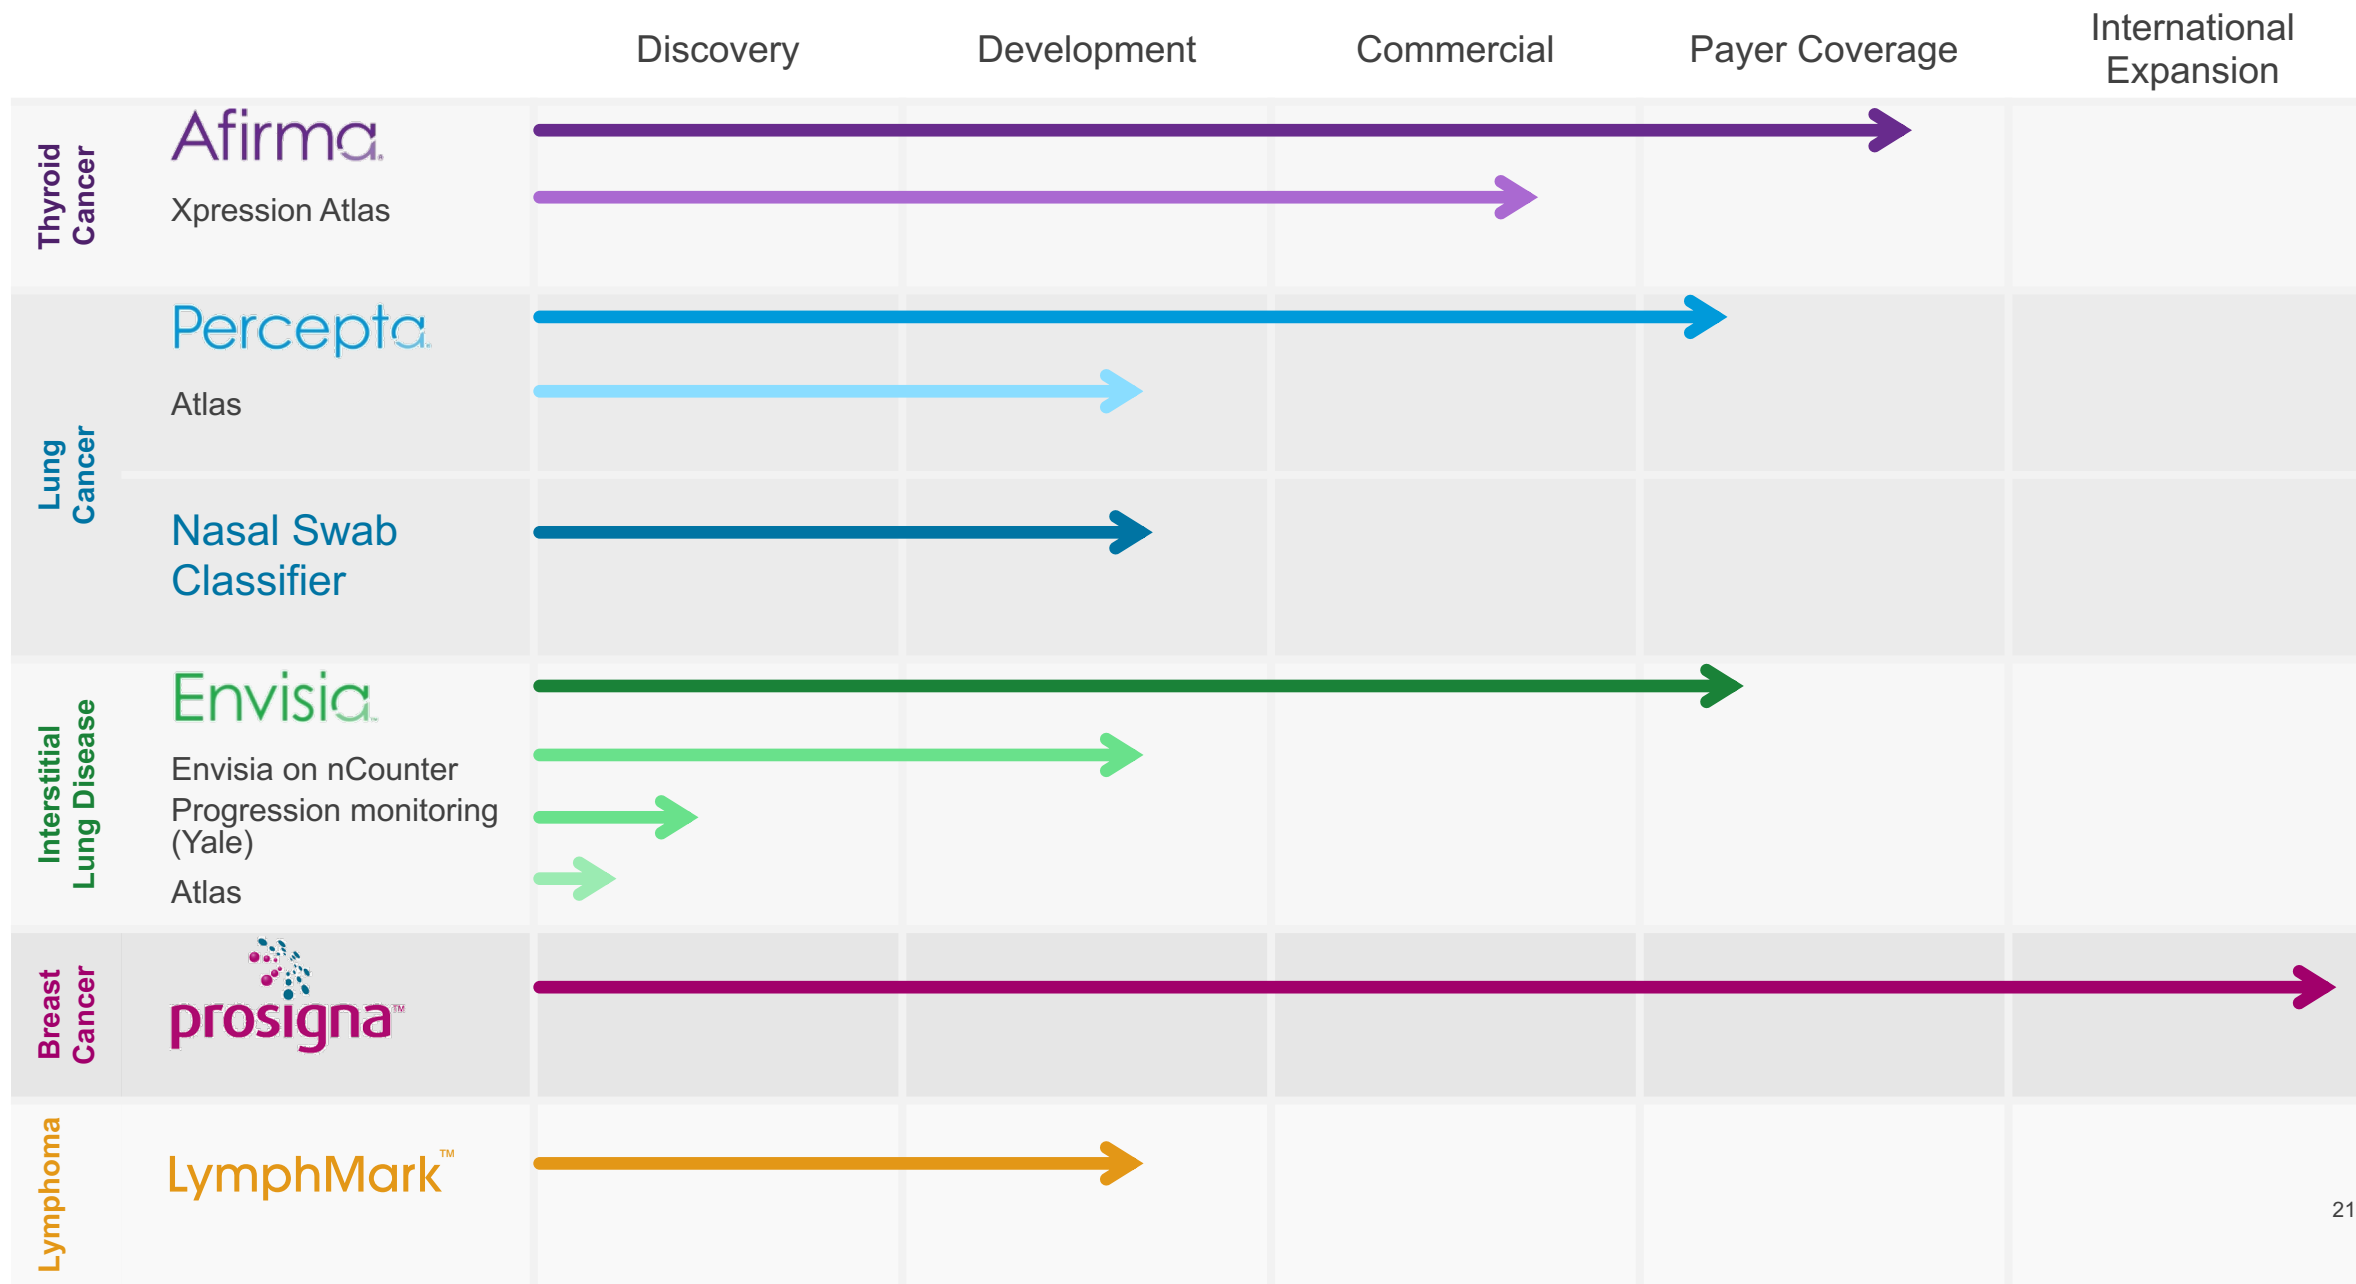 Discovery
Development
Commercial
Payer Coverage
International
Expansion
Thyroid
Cancer
Afirma®
Xpression Atlas
Lung
Cancer
Percepta
Atlas
Nasal Swab
Classifier
Interstitial
Lung Disease
Envisia™
Envisia on nCounter
Progression monitoring
(Yale)
Atlas
Breast
Cancer
prosigna™
Lymphoma
LymphMark™
21